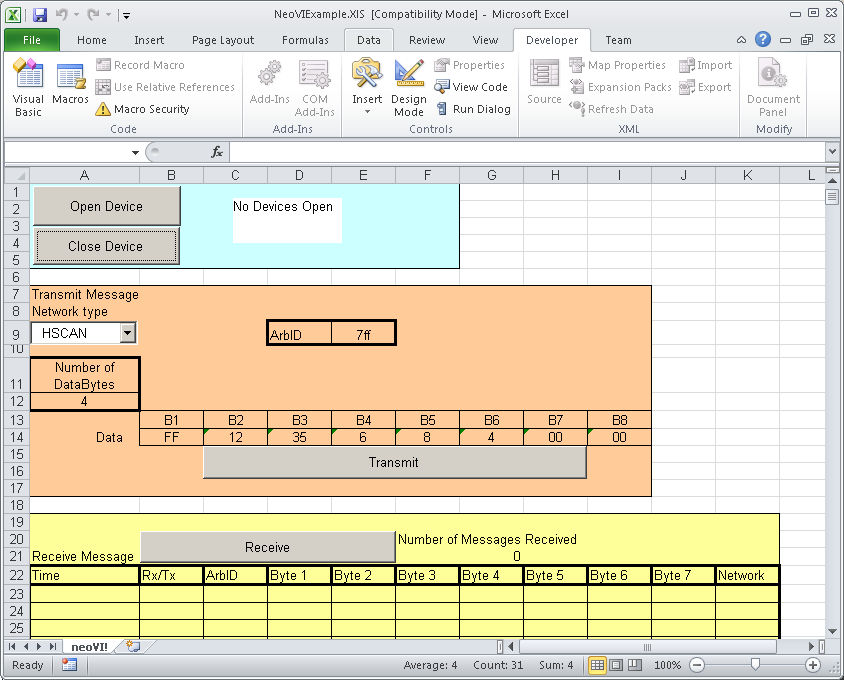 NeoVIExample.XIS [Compatibility Mode] - Microsoft Excel
File Home Insert Page Layout Formulas Data Review View Developer Team
Visual Basic
Macros
Record Macro
Use Relative References
Macro Security
Code
Add-Ins
COM Add-Ins
Add-Ins
Insert
Design Mode
Properties
View Code
Run Dialog
Controls
Source
Map Properties
Expansion Packs
Refresh Data
Import
Export
XML
Document Panel
Modify
fx
A B C D E F G H I J K L
1
Open Device
2
No Devices Open
3
4
Close Device
5
6
7 Transmit Message
8 Network type
9 HSCAN ArbID 7ff
10
11 Number of DataBytes
12 4
13 B1 B2 B3 B4 B5 B6 B7 B8
14 Data FF 12 35 6 8 4 00 00
15
Transmit
16
17
18
19
20 Receive Number of Messages Received
21 Receive Message 0
22 Time Rx/Tx ArbID Byte 1 Byte 2 Byte 3 Byte 4 Byte 5 Byte 6 Byte 7 Network
23
24
25
neoVI!
Ready Average: 4 Count: 31 Sum: 4 100%